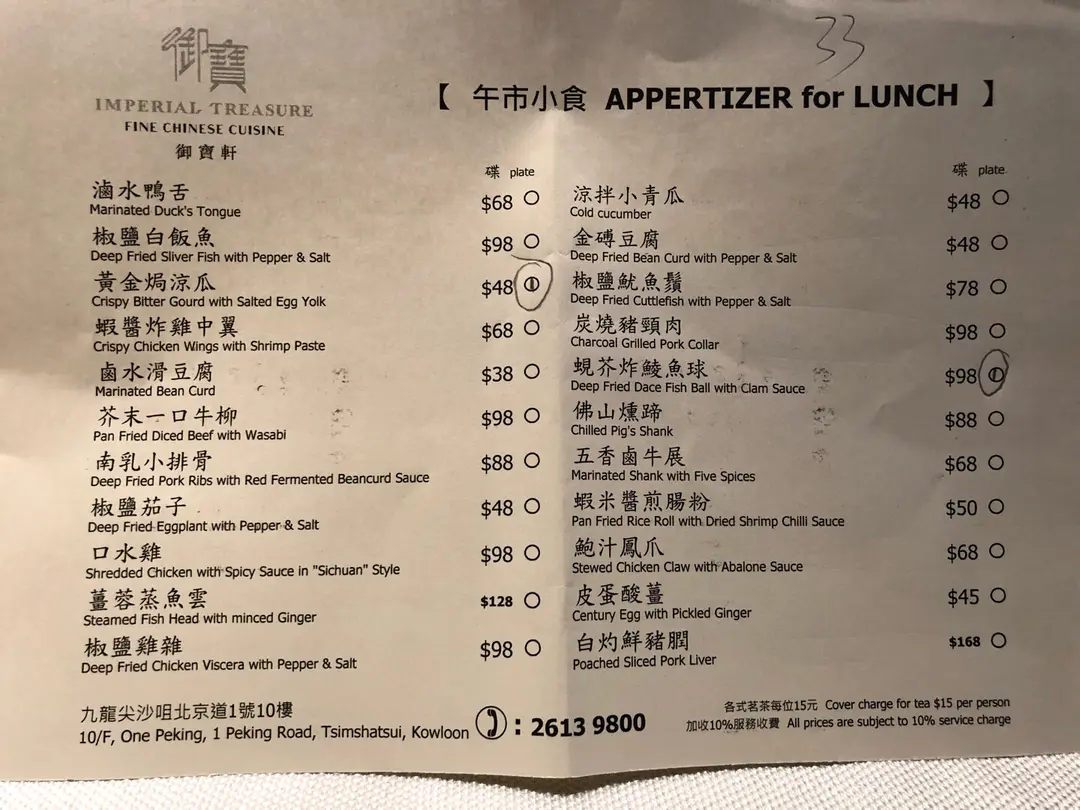 33
御寶
IMPERIAL TREASURE
FINE CHINESE CUISINE
御寶軒
【 午市小食 APPERTIZER for LUNCH 】
碟 plate
滷水鴨舌
Marinated Duck's Tongue
$68
椒鹽白飯魚
Deep Fried Sliver Fish with Pepper & Salt
$98
黃金焗涼瓜
Crispy Bitter Gourd with Salted Egg Yolk
$48
蝦醬炸雞中翼
Crispy Chicken Wings with Shrimp Paste
$68
鹵水滑豆腐
Marinated Bean Curd
$38
芥末一口牛柳
Pan Fried Diced Beef with Wasabi
$98
南乳小排骨
Deep Fried Pork Ribs with Red Fermented Beancurd Sauce
$88
椒鹽茄子
Deep Fried Eggplant with Pepper & Salt
$48
口水雞
Shredded Chicken with Spicy Sauce in "Sichuan" Style
$98
薑蓉蒸魚雲
Steamed Fish Head with minced Ginger
$128
椒鹽雞雜
Deep Fried Chicken Viscera with Pepper & Salt
$98
碟 plate
涼拌小青瓜
Cold cucumber
$48
金磚豆腐
Deep Fried Bean Curd with Pepper & Salt
$48
椒鹽魷魚鬚
Deep Fried Cuttlefish with Pepper & Salt
$78
炭燒豬頸肉
Charcoal Grilled Pork Collar
$98
蜆芥炸鯪魚球
Deep Fried Dace Fish Ball with Clam Sauce
$98
佛山燻蹄
Chilled Pig's Shank
$88
五香鹵牛展
Marinated Shank with Five Spices
$68
蝦米醬煎腸粉
Pan Fried Rice Roll with Dried Shrimp Chilli Sauce
$50
鮑汁鳳爪
Stewed Chicken Claw with Abalone Sauce
$68
皮蛋酸薑
Century Egg with Pickled Ginger
$45
白灼鮮豬膶
Poached Sliced Pork Liver
$168
九龍尖沙咀北京道1號10樓
10/F, One Peking, 1 Peking Road, Tsimshatsui, Kowloon
: 2613 9800
各式茗茶每位15元 Cover charge for tea $15 per person
加收10%服務收費 All prices are subject to 10% service charge